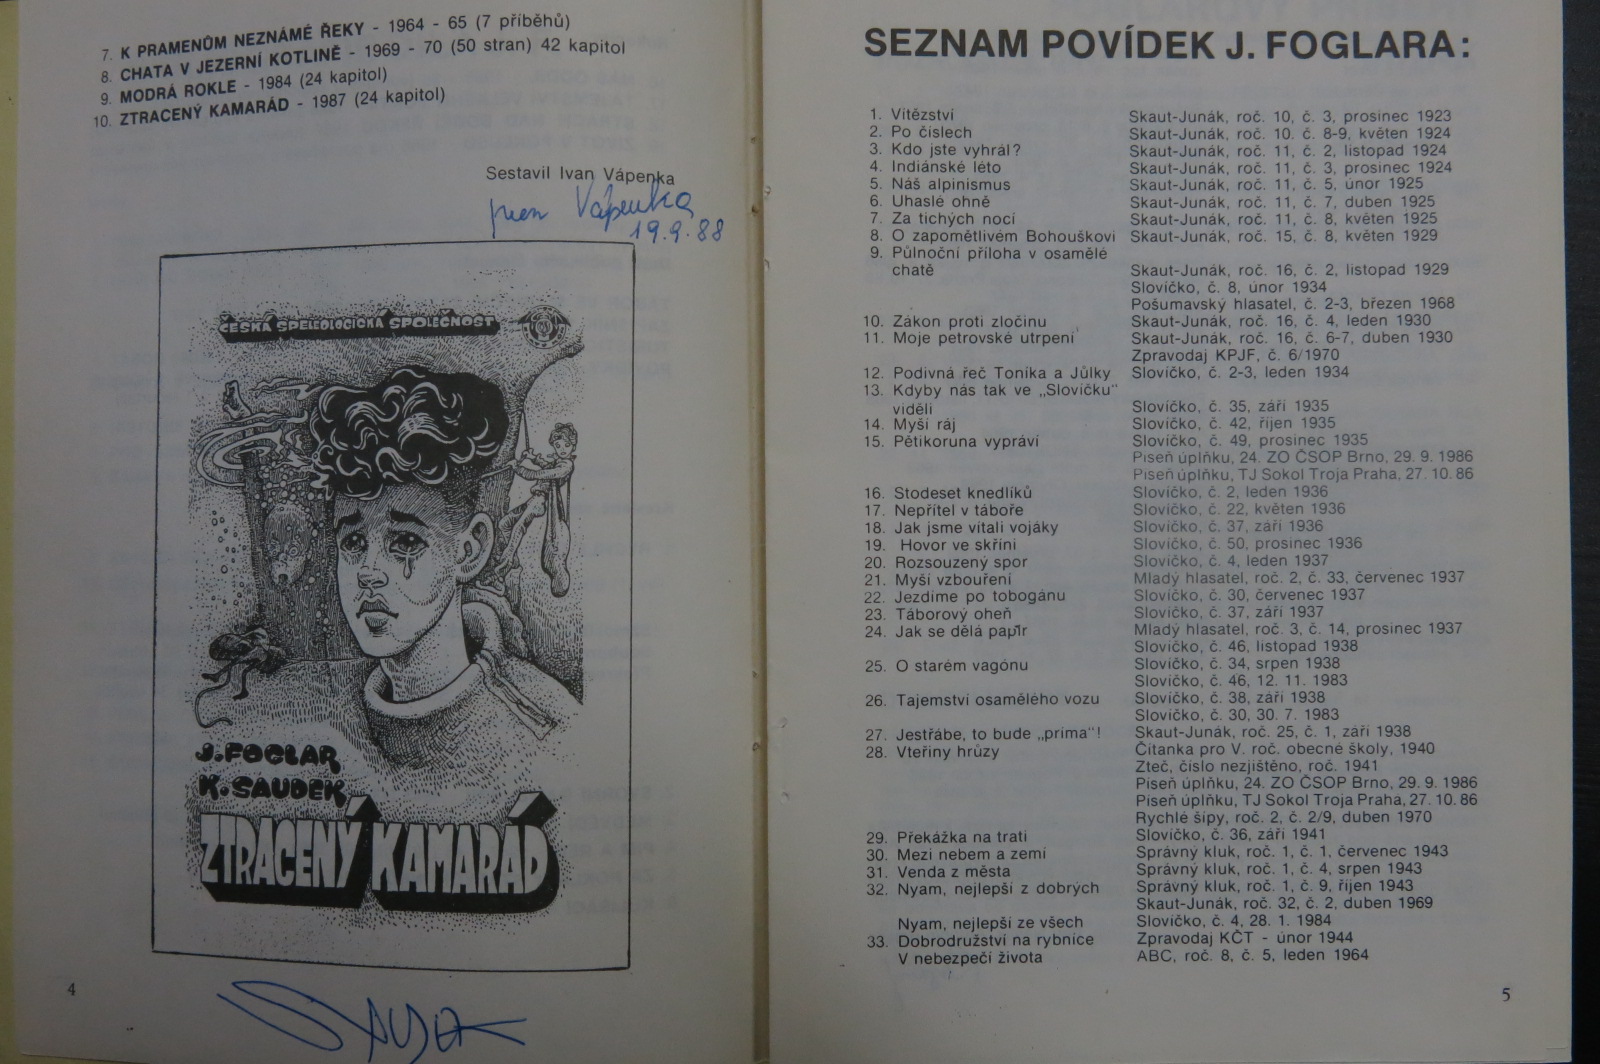 7. K PRAMENŮM NEZNÁMÉ ŘEKY - 1964 - 65 (7 příběhů)
8. CHATA V JEZERNÍ KOTLINĚ - 1969 - 70 (50 stran) 42 kapitol
9. MODRÁ ROKLE - 1984 (24 kapitol)
10. ZTRACENÝ KAMARÁD - 1987 (24 kapitol)
Sestavil Ivan Vápenka
Ivan Vápenka
19.9.88
ČESKÁ SPELEOLOGICKÁ SPOLEČNOST
J. FOGLAR
K. SAUDEK
ZTRACENÝ KAMARÁD
4
SAUDEK
SEZNAM POVÍDEK J. FOGLARA:
1. Vítězství Skaut-Junák, roč. 10, č. 3, prosinec 1923
2. Po číslech Skaut-Junák, roč. 10. č. 8-9, květen 1924
3. Kdo jste vyhrál? Skaut-Junák, roč. 11, č. 2, listopad 1924
4. Indiánské léto Skaut-Junák, roč. 11, č. 3, prosinec 1924
5. Náš alpinismus Skaut-Junák, roč. 11, č. 5, únor 1925
6. Uhaslé ohně Skaut-Junák, roč. 11, č. 7, duben 1925
7. Za tichých nocí Skaut-Junák, roč. 11, č. 8, květen 1925
8. O zapomětlivém Bohouškovi Skaut-Junák, roč. 15, č. 8, květen 1929
9. Půlnoční příloha v osamělé
chatě Skaut-Junák, roč. 16, č. 2, listopad 1929
Slovíčko, č. 8, únor 1934
Pošumavský hlasatel, č. 2-3, březen 1968
10. Zákon proti zločinu Skaut-Junák, roč. 16, č. 4, leden 1930
11. Moje petrovské utrpení Skaut-Junák, roč. 16, č. 6-7, duben 1930
Zpravodaj KPJF, č. 6/1970
12. Podivná řeč Toníka a Jůlky Slovíčko, č. 2-3, leden 1934
13. Kdyby nás tak ve „Slovíčku“
viděli Slovíčko, č. 35, září 1935
14. Myší ráj Slovíčko, č. 42, říjen 1935
15. Pětikoruna vypráví Slovíčko, č. 49, prosinec 1935
Píseň úplňku, 24. ZO ČSOP Brno, 29. 9. 1986
Píseň úplňku, TJ Sokol Troja Praha, 27. 10. 86
16. Stodeset knedlíků Slovíčko, č. 2, leden 1936
17. Nepřítel v táboře Slovíčko, č. 22, květen 1936
18. Jak jsme vítali vojáky Slovíčko, č. 37, září 1936
19. Hovor ve skříni Slovíčko, č. 50, prosinec 1936
20. Rozsouzený spor Slovíčko, č. 4, leden 1937
21. Myší vzbouření Mladý hlasatel, roč. 2, č. 33, červenec 1937
22. Jezdíme po tobogánu Slovíčko, č. 30, červenec 1937
23. Táborový oheň Slovíčko, č. 37, září 1937
24. Jak se dělá papír Mladý hlasatel, roč. 3, č. 14, prosinec 1937
Slovíčko, č. 46, listopad 1938
25. O starém vagónu Slovíčko, č. 34, srpen 1938
Slovíčko, č. 46, 12. 11. 1983
26. Tajemství osamělého vozu Slovíčko, č. 38, září 1938
Slovíčko, č. 30, 30. 7. 1983
27. Jestřábe, to bude „prima“! Skaut-Junák, roč. 25, č. 1, září 1938
28. Vteřiny hrůzy Čítanka pro V. roč. obecné školy, 1940
Zteč, číslo nezjištěno, roč. 1941
Píseň úplňku, 24. ZO ČSOP Brno, 29. 9. 1986
Píseň úplňku, TJ Sokol Troja Praha, 27. 10. 86
Rychlé šípy, roč. 2, č. 2/9, duben 1970
29. Překážka na trati Slovíčko, č. 36, září 1941
30. Mezi nebem a zemí Správný kluk, roč. 1, č. 1, červenec 1943
31. Venda z města Správný kluk, roč. 1, č. 4, srpen 1943
32. Nyam, nejlepší z dobrých Správný kluk, roč. 1, č. 9, říjen 1943
Skaut-Junák, roč. 32, č. 2, duben 1969
Nyam, nejlepší ze všech Slovíčko, č. 4, 28. 1. 1984
33. Dobrodružství na rybnice Zpravodaj KČT - únor 1944
V nebezpečí života ABC, roč. 8, č. 5, leden 1964
5